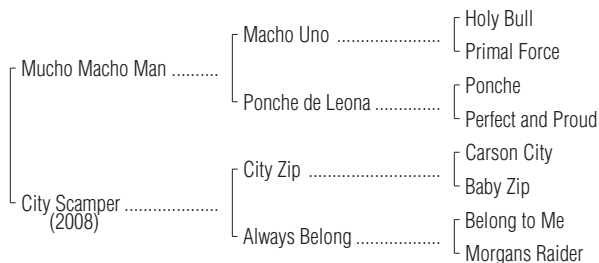 Holy Bull
Macho Uno ......................
Primal Force
Mucho Macho Man ..........
Ponche
Ponche de Leona ..............
Perfect and Proud
Carson City
City Zip ............................
Baby Zip
City Scamper ....................
(2008)
Belong to Me
Always Belong ..................
Morgans Raider